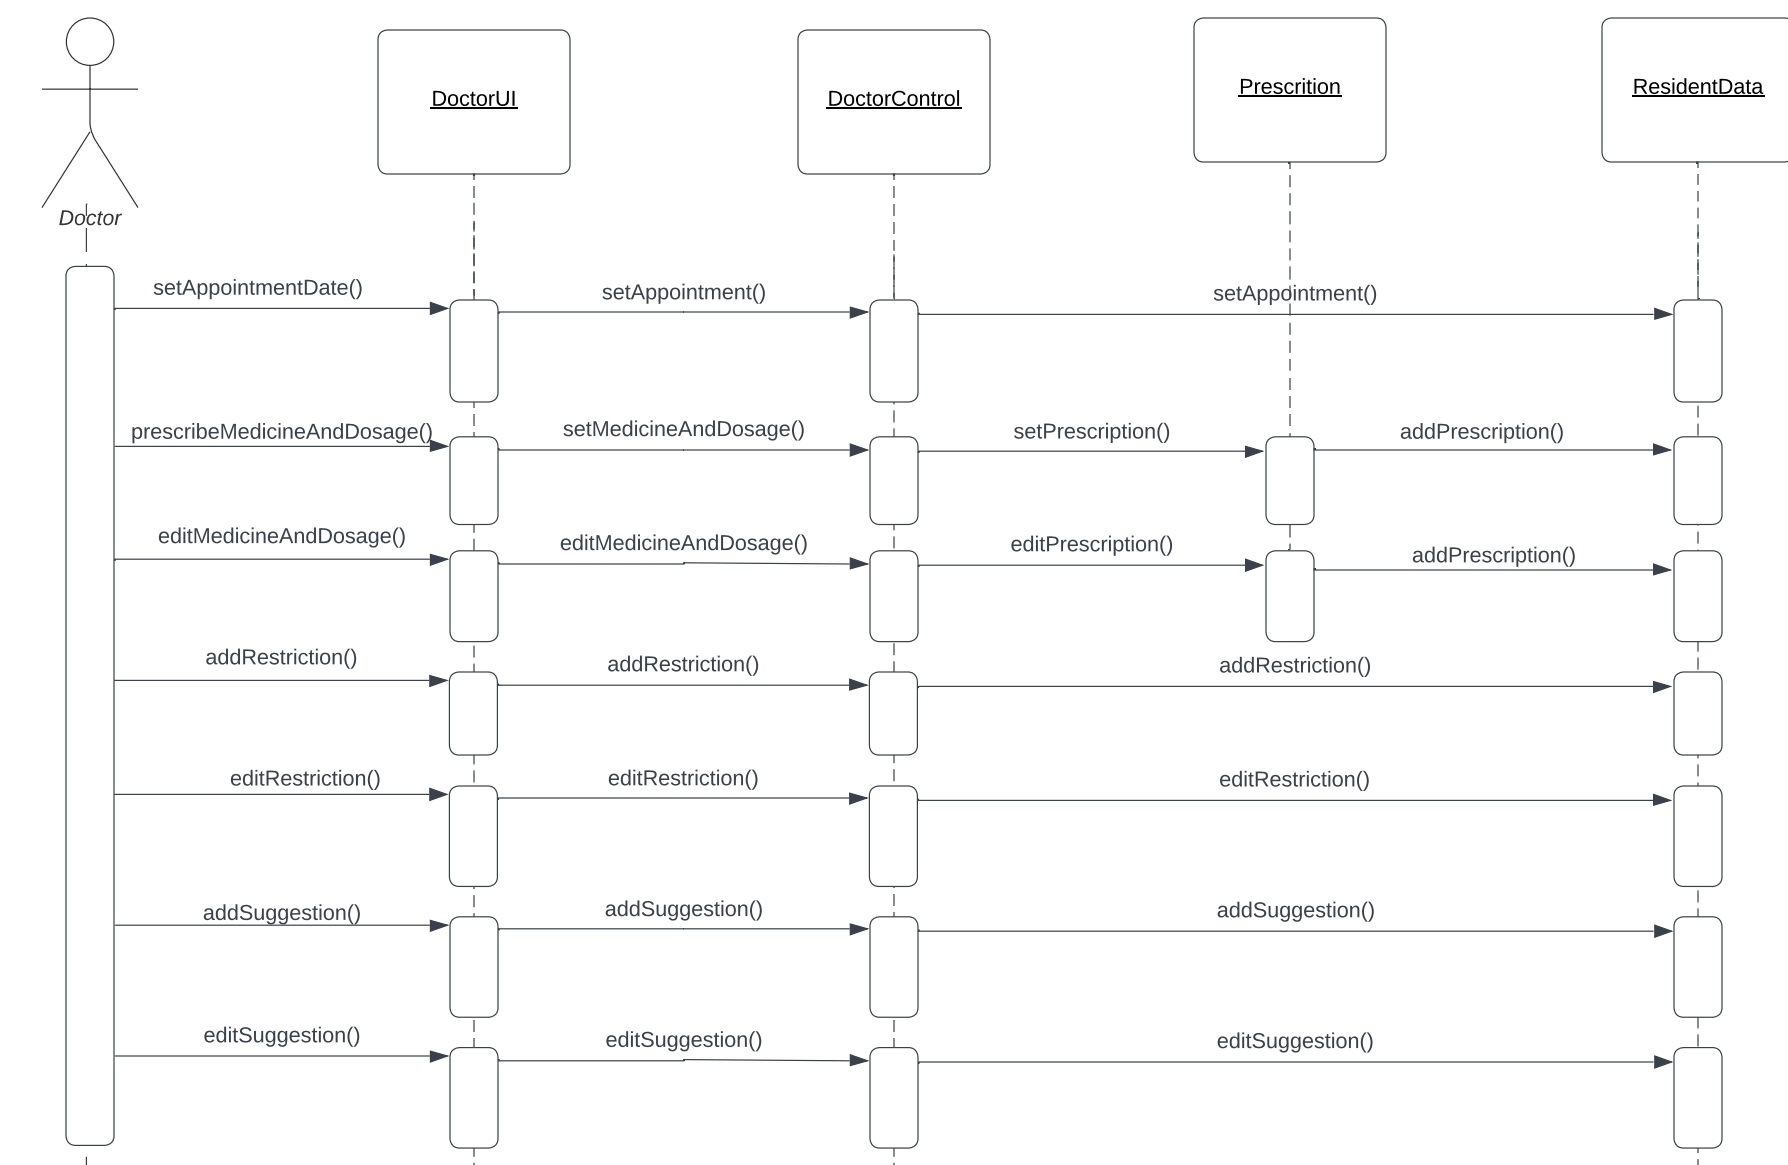 DoctorUI
DoctorControl
Prescrition
ResidentData
Doctor
setAppointmentDate()
setAppointment()
setAppointment()
prescribeMedicineAndDosage()
setMedicineAndDosage()
setPrescription()
addPrescription()
editMedicineAndDosage()
editMedicineAndDosage()
editPrescription()
addPrescription()
addRestriction()
addRestriction()
addRestriction()
editRestriction()
editRestriction()
editRestriction()
addSuggestion()
addSuggestion()
addSuggestion()
editSuggestion()
editSuggestion()
editSuggestion()